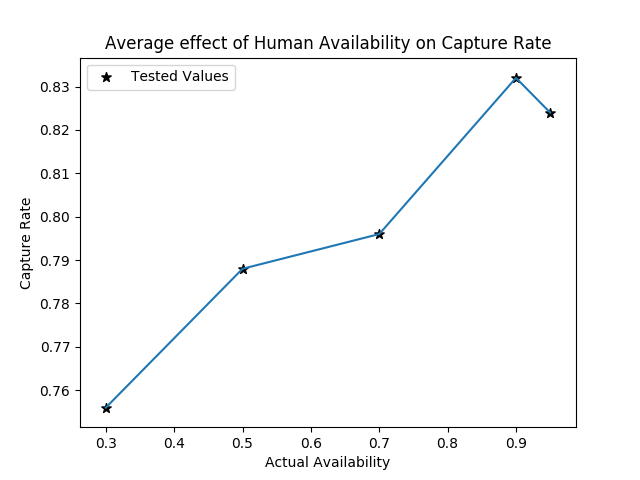 Average effect of Human Availability on Capture Rate
Tested Values
0.83
0.82
0.81
0.80
0.79
0.78
0.77
0.76
Capture Rate
0.3 0.4 0.5 0.6 0.7 0.8 0.9
Actual Availability